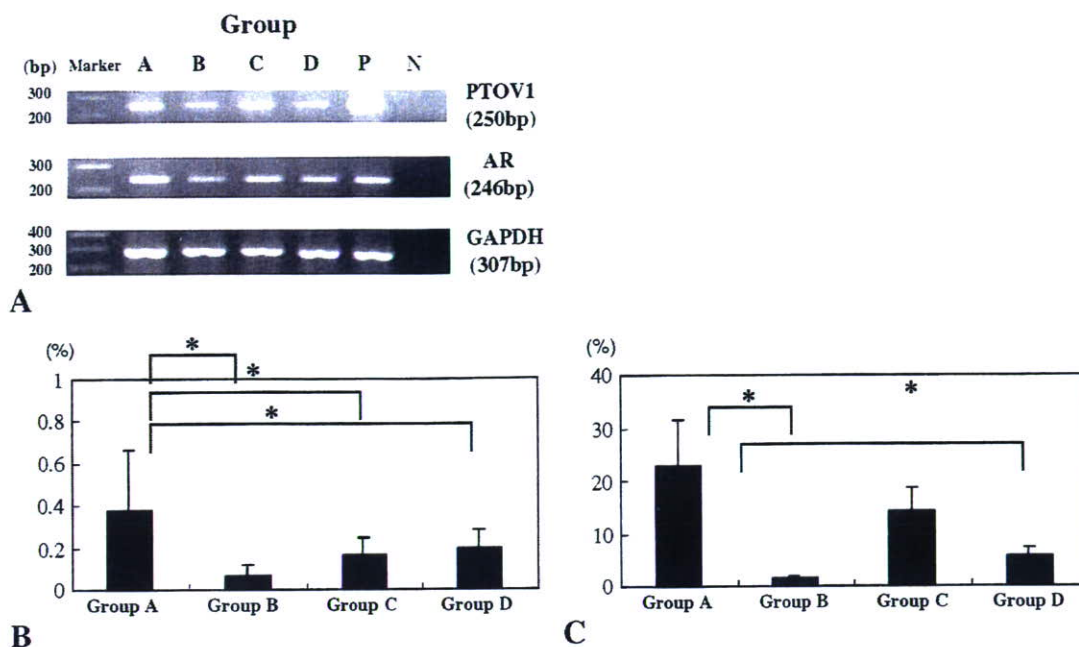 Group
(bp) Marker A B C D P N
300
200
PTOV1
(250bp)
300
200
AR
(246bp)
400
300
200
GAPDH
(307bp)
A
(%)
1
0.8
0.6
0.4
0.2
0
*
*
*
Group A Group B Group C Group D
B
(%)
40
30
20
10
0
*
*
Group A Group B Group C Group D
C